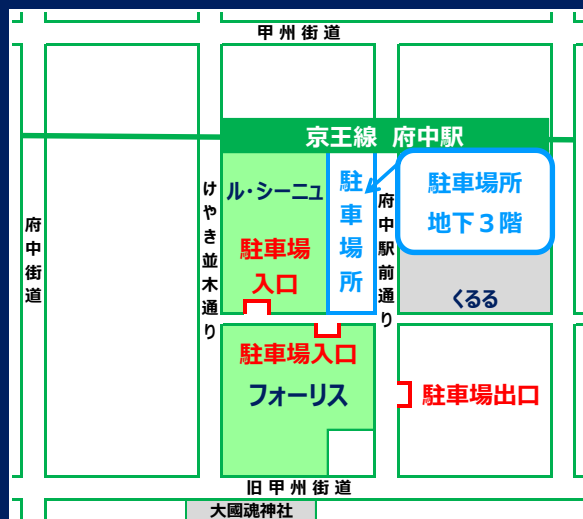 甲州街道
京王線 府中駅
ル・シーニュ
駐車場所
駐車場所
地下３階
けやき並木通り
府中駅前通り
府中街道
駐車場
入口
くるる
駐車場入口
フォーリス
駐車場出口
旧甲州街道
大國魂神社